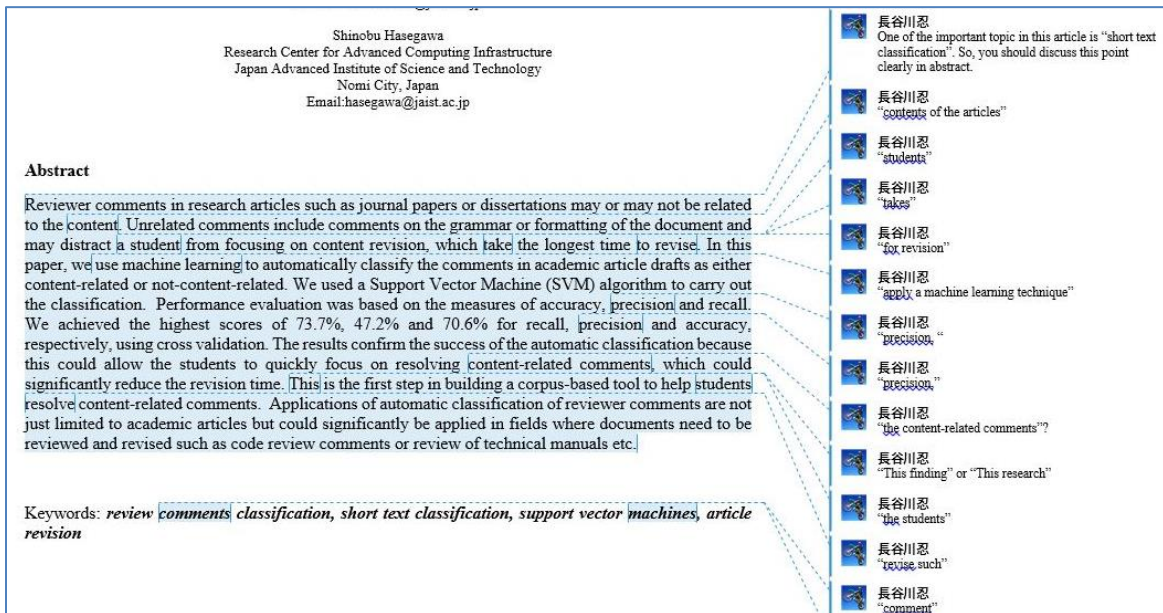 Shinobu Hasegawa
Research Center for Advanced Computing Infrastructure
Japan Advanced Institute of Science and Technology
Nomi City, Japan
Email:hasegawa@jaist.ac.jp
Abstract
Reviewer comments in research articles such as journal papers or dissertations may or may not be related
to the content. Unrelated comments include comments on the grammar or formatting of the document and
may distract a student from focusing on content revision, which take the longest time to revise. In this
paper, we use machine learning to automatically classify the comments in academic article drafts as either
content-related or not-content-related. We used a Support Vector Machine (SVM) algorithm to carry out
the classification. Performance evaluation was based on the measures of accuracy, precision and recall.
We achieved the highest scores of 73.7%, 47.2% and 70.6% for recall, precision and accuracy,
respectively, using cross validation. The results confirm the success of the automatic classification because
this could allow the students to quickly focus on resolving content-related comments, which could
significantly reduce the revision time. This is the first step in building a corpus-based tool to help students
resolve content-related comments. Applications of automatic classification of reviewer comments are not
just limited to academic articles but could significantly be applied in fields where documents need to be
reviewed and revised such as code review comments or review of technical manuals etc.
Keywords: review comments classification, short text classification, support vector machines, article
revision
長谷川忍
One of the important topic in this article is “short text
classification”. So, you should discuss this point
clearly in abstract.
長谷川忍
“contents of the articles”
長谷川忍
“students”
長谷川忍
“takes”
長谷川忍
“for revision”
長谷川忍
“apply a machine learning technique”
長谷川忍
“precision, “
長谷川忍
“precision,”
長谷川忍
“the content-related comments”?
長谷川忍
“This finding” or “This research”
長谷川忍
“the students”
長谷川忍
“revise such”
長谷川忍
“comment”